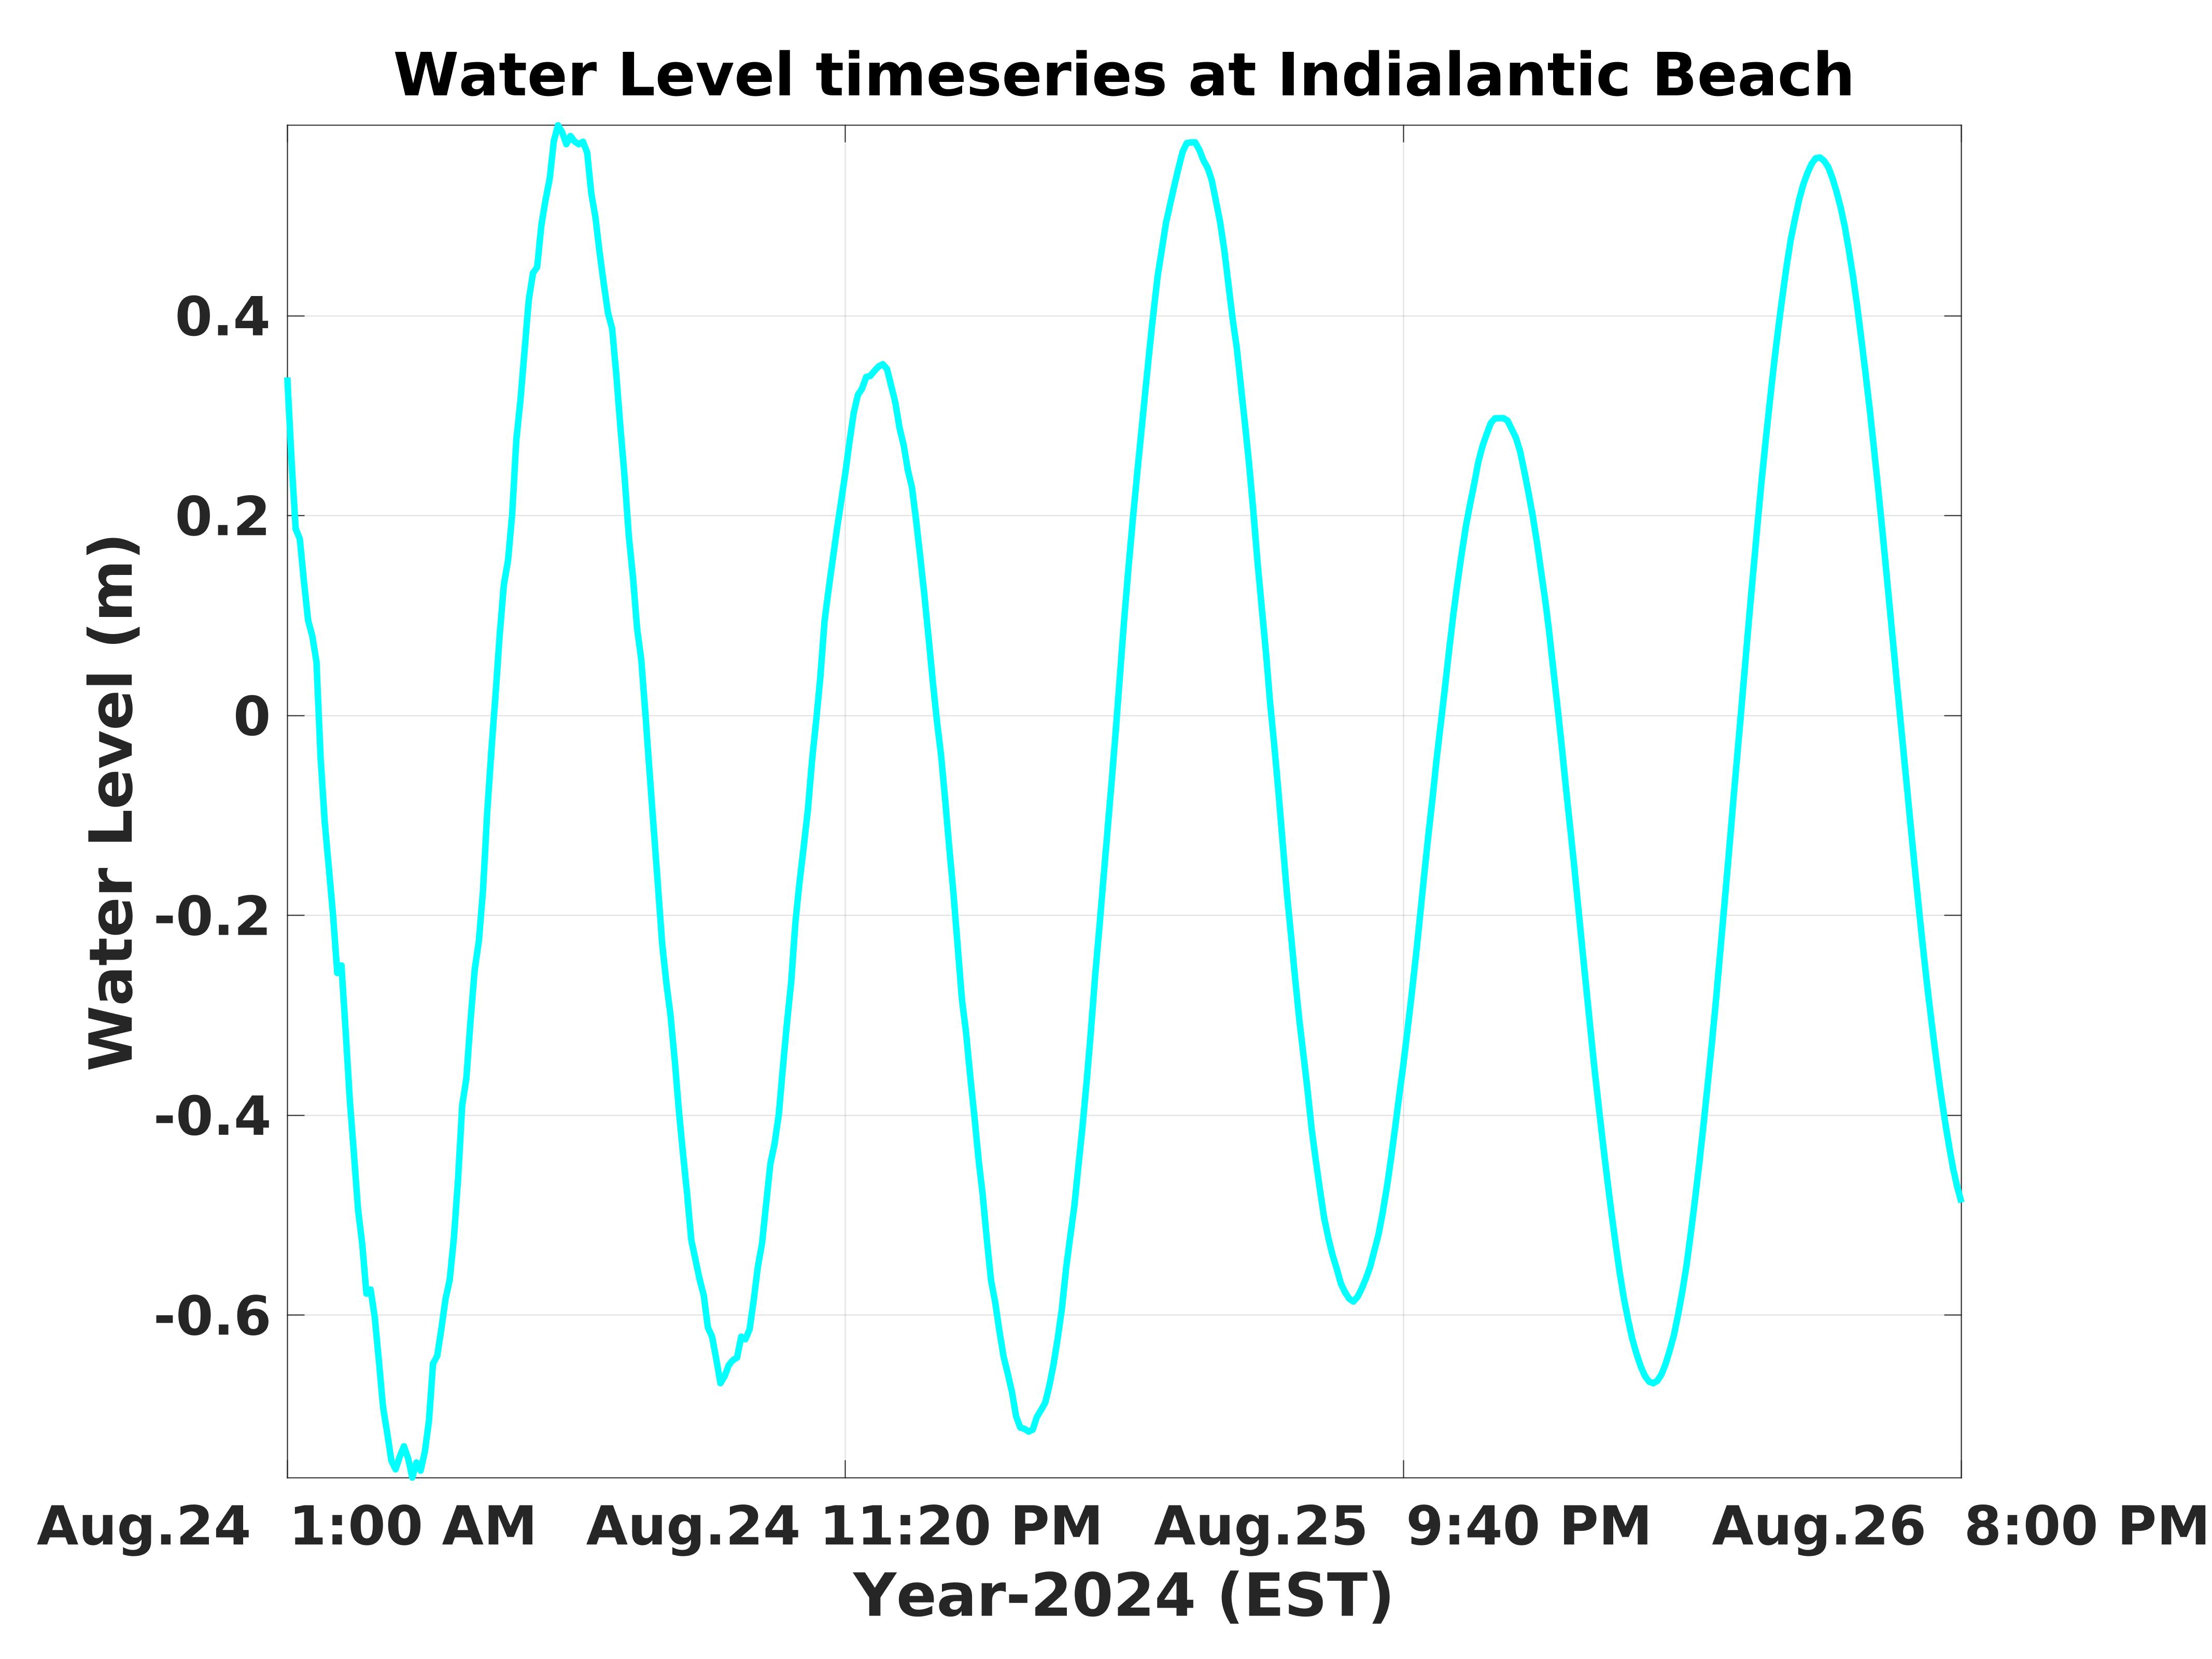 Water Level timeseries at Indialantic Beach
Water Level (m)
0.4
0.2
0
-0.2
-0.4
-0.6
Aug.24 1:00 AM Aug.24 11:20 PM Aug.25 9:40 PM Aug.26 8:00 PM
Year-2024 (EST)